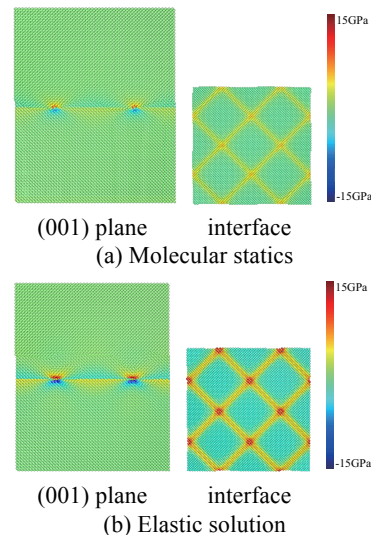 15GPa
-15GPa
(001) plane interface
(a) Molecular statics
15GPa
-15GPa
(001) plane interface
(b) Elastic solution